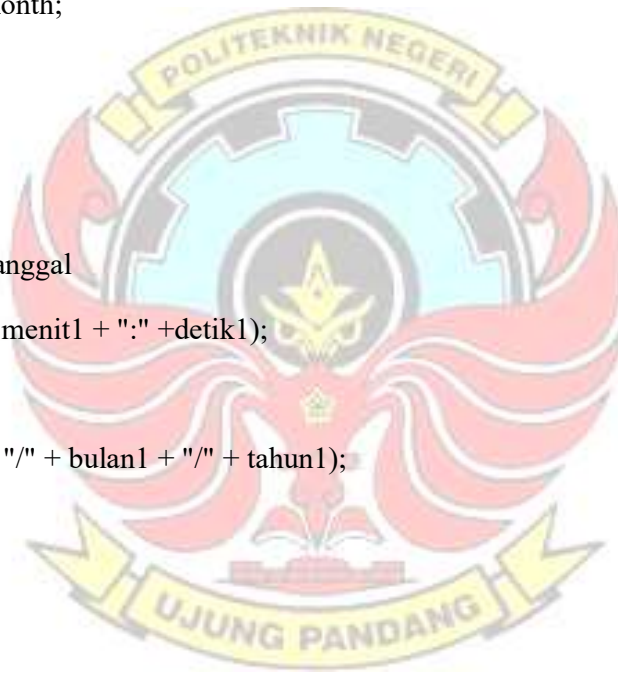 onth;
POLITEKNIK NEGERI
anggal
menit1 + ":" +detik1);
"/" + bulan1 + "/" + tahun1);
UJUNG PANDANG